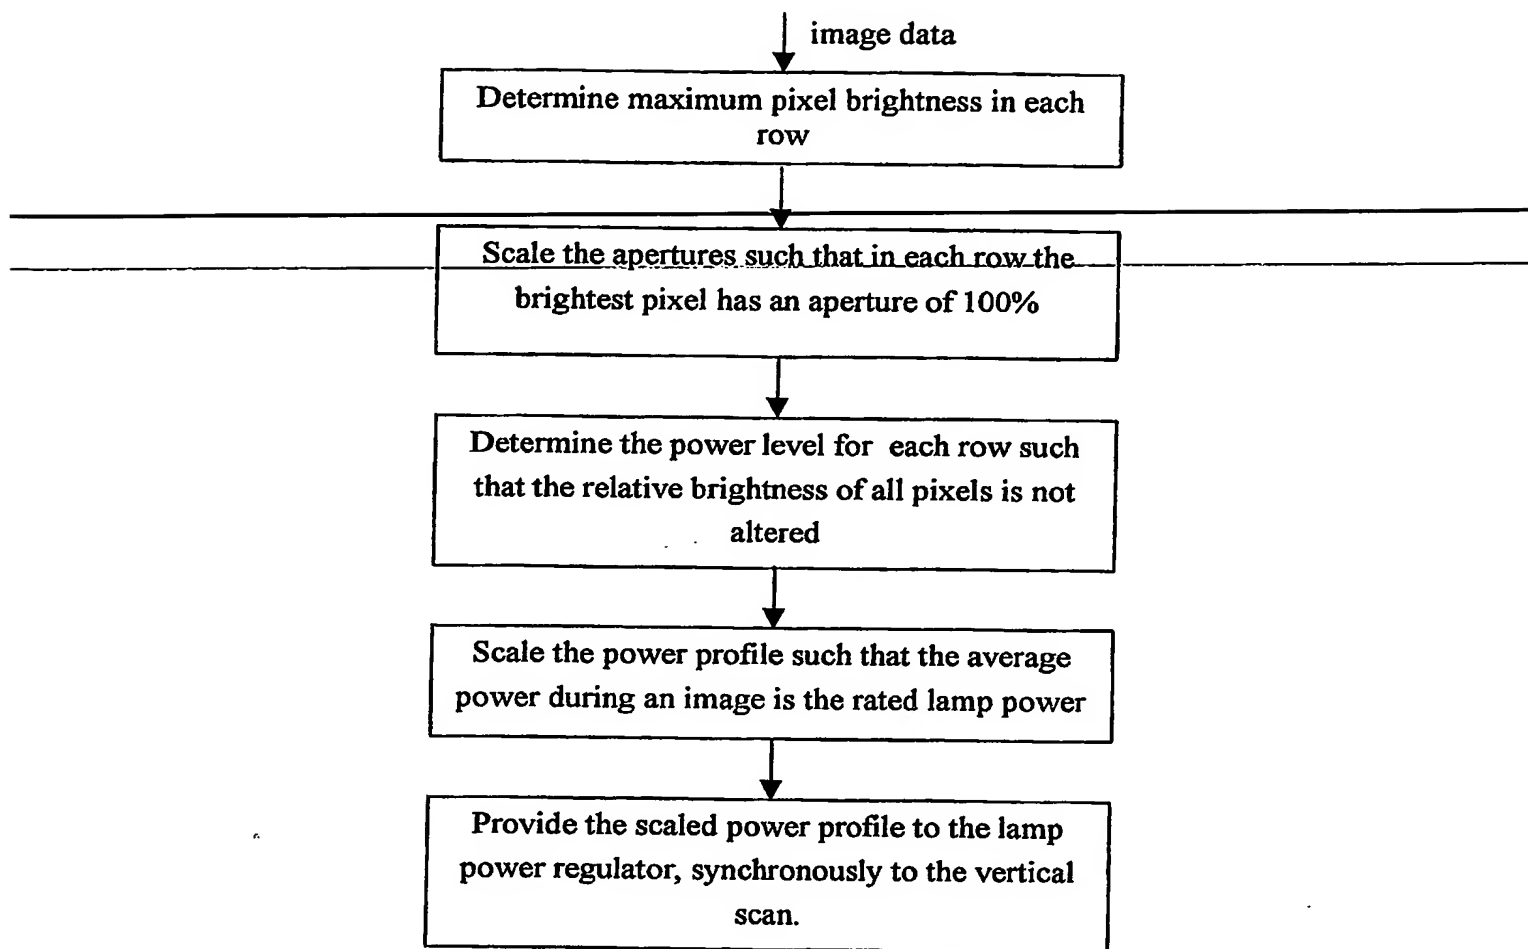 image data
Determine maximum pixel brightness in each
row
Scale the apertures such that in each row the
brightest pixel has an aperture of 100%
Determine the power level for each row such
that the relative brightness of all pixels is not
altered
Scale the power profile such that the average
power during an image is the rated lamp power
Provide the scaled power profile to the lamp
power regulator, synchronously to the vertical
scan.